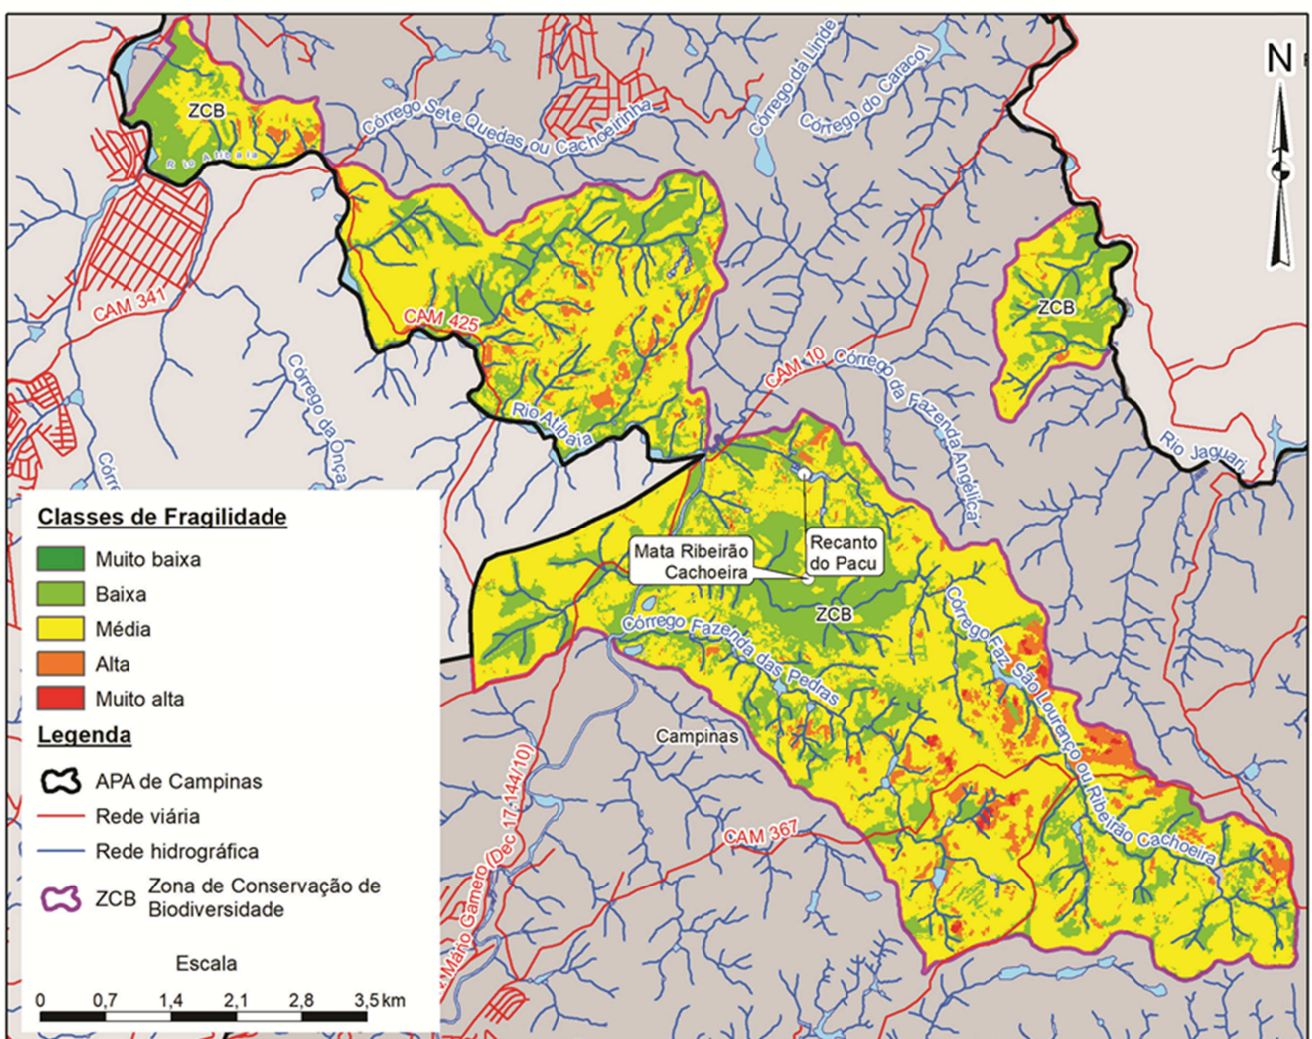 N
ZCB
Rio Atibaia
Córrego Sete Quedas ou Cachoeirinha
Córrego da Linde
Córrego do Caracol
CAM 341
CAM 425
ZCB
CAM 10
Córrego da Fazenda Angélica
Córrego da Onça
Rio Atibaia
Rio Jaguari
Córre
Mata Ribeirão
Cachoeira
Recanto
do Pacu
ZCB
Córrego Fazenda das Pedras
Córrego Faz São Lourenço ou Ribeirão Cachoeira
Campinas
CAM 367
Mário Garnero (Dec 17.144/10)
Classes de Fragilidade
Muito baixa
Baixa
Média
Alta
Muito alta
Legenda
APA de Campinas
Rede viária
Rede hidrográfica
ZCB
Zona de Conservação de
Biodiversidade
Escala
0 0,7 1,4 2,1 2,8 3,5 km